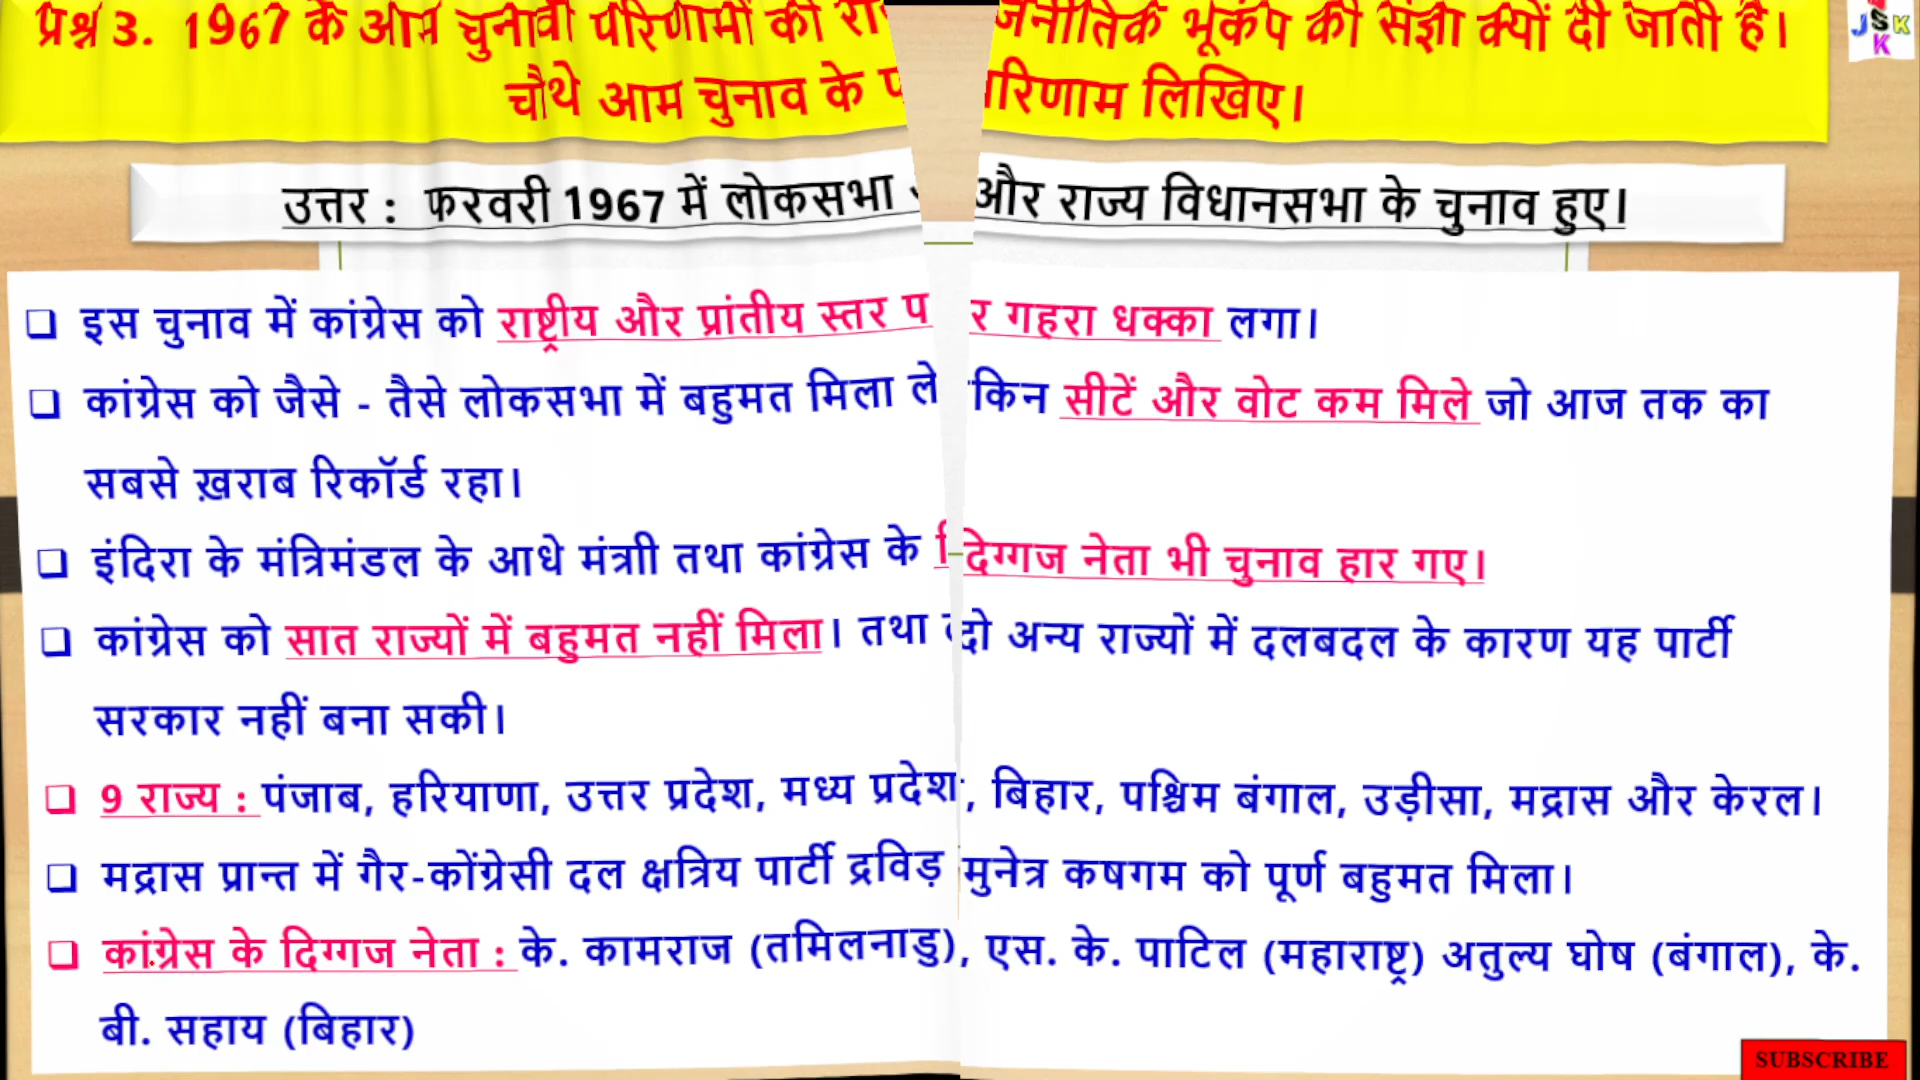 प्रश्न 3. 1967 के आम चुनावी परिणामों को राजनीतिक भूकंप की संज्ञा क्यों दी जाती है।
चौथे आम चुनाव के परिणाम लिखिए।
JSKK
उत्तर : फरवरी 1967 में लोकसभा और राज्य विधानसभा के चुनाव हुए।
❑ इस चुनाव में कांग्रेस को राष्ट्रीय और प्रांतीय स्तर पर गहरा धक्का लगा।
❑ कांग्रेस को जैसे - तैसे लोकसभा में बहुमत मिला लेकिन सीटें और वोट कम मिले जो आज तक का
सबसे ख़राब रिकॉर्ड रहा।
❑ इंदिरा के मंत्रिमंडल के आधे मंत्राी तथा कांग्रेस के दिग्गज नेता भी चुनाव हार गए।
❑ कांग्रेस को सात राज्यों में बहुमत नहीं मिला। तथा दो अन्य राज्यों में दलबदल के कारण यह पार्टी
सरकार नहीं बना सकी।
❑ 9 राज्य : पंजाब, हरियाणा, उत्तर प्रदेश, मध्य प्रदेश, बिहार, पश्चिम बंगाल, उड़ीसा, मद्रास और केरल।
❑ मद्रास प्रान्त में गैर-कोंग्रेसी दल क्षत्रिय पार्टी द्रविड़ मुनेत्र कषगम को पूर्ण बहुमत मिला।
❑ कांग्रेस के दिग्गज नेता : के. कामराज (तमिलनाडु), एस. के. पाटिल (महाराष्ट्र) अतुल्य घोष (बंगाल), के.
बी. सहाय (बिहार)
SUBSCRIBE